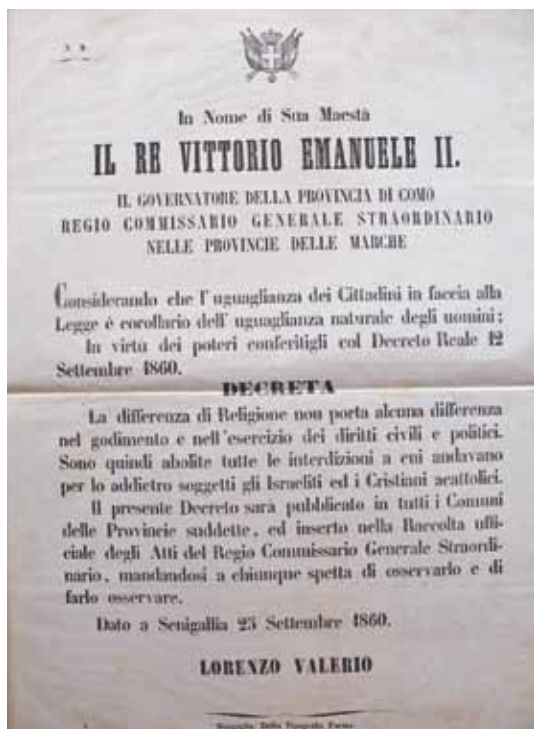 In Nome di Sua Maestà
IL RE VITTORIO EMANUELE II.
IL GOVERNATORE DELLA PROVINCIA DI COMO
REGIO COMMISSARIO GENERALE STRAORDINARIO
NELLE PROVINCIE DELLE MARCHE
Considerando che l'uguaglianza dei Cittadini in faccia alla
Legge è corollario dell'uguaglianza naturale degli uomini;
In virtù dei poteri conferitigli col Decreto Reale 12
Settembre 1860.
DECRETA
La differenza di Religione non porta alcuna differenza
nel godimento e nell'esercizio dei diritti civili e politici.
Sono quindi abolite tutte le interdizioni a cui andavano
per lo addietro soggetti gli Israeliti ed i Cristiani acattolici.
Il presente Decreto sarà pubblicato in tutti i Comuni
delle Provincie suddette, ed inserto nella Raccolta uffi-
ciale degli Atti del Regio Commissario Generale Straordi-
nario, mandandosi a chiunque spetta di osservarlo e di
farlo osservare.
Dato a Senigallia 25 Settembre 1860.
LORENZO VALERIO